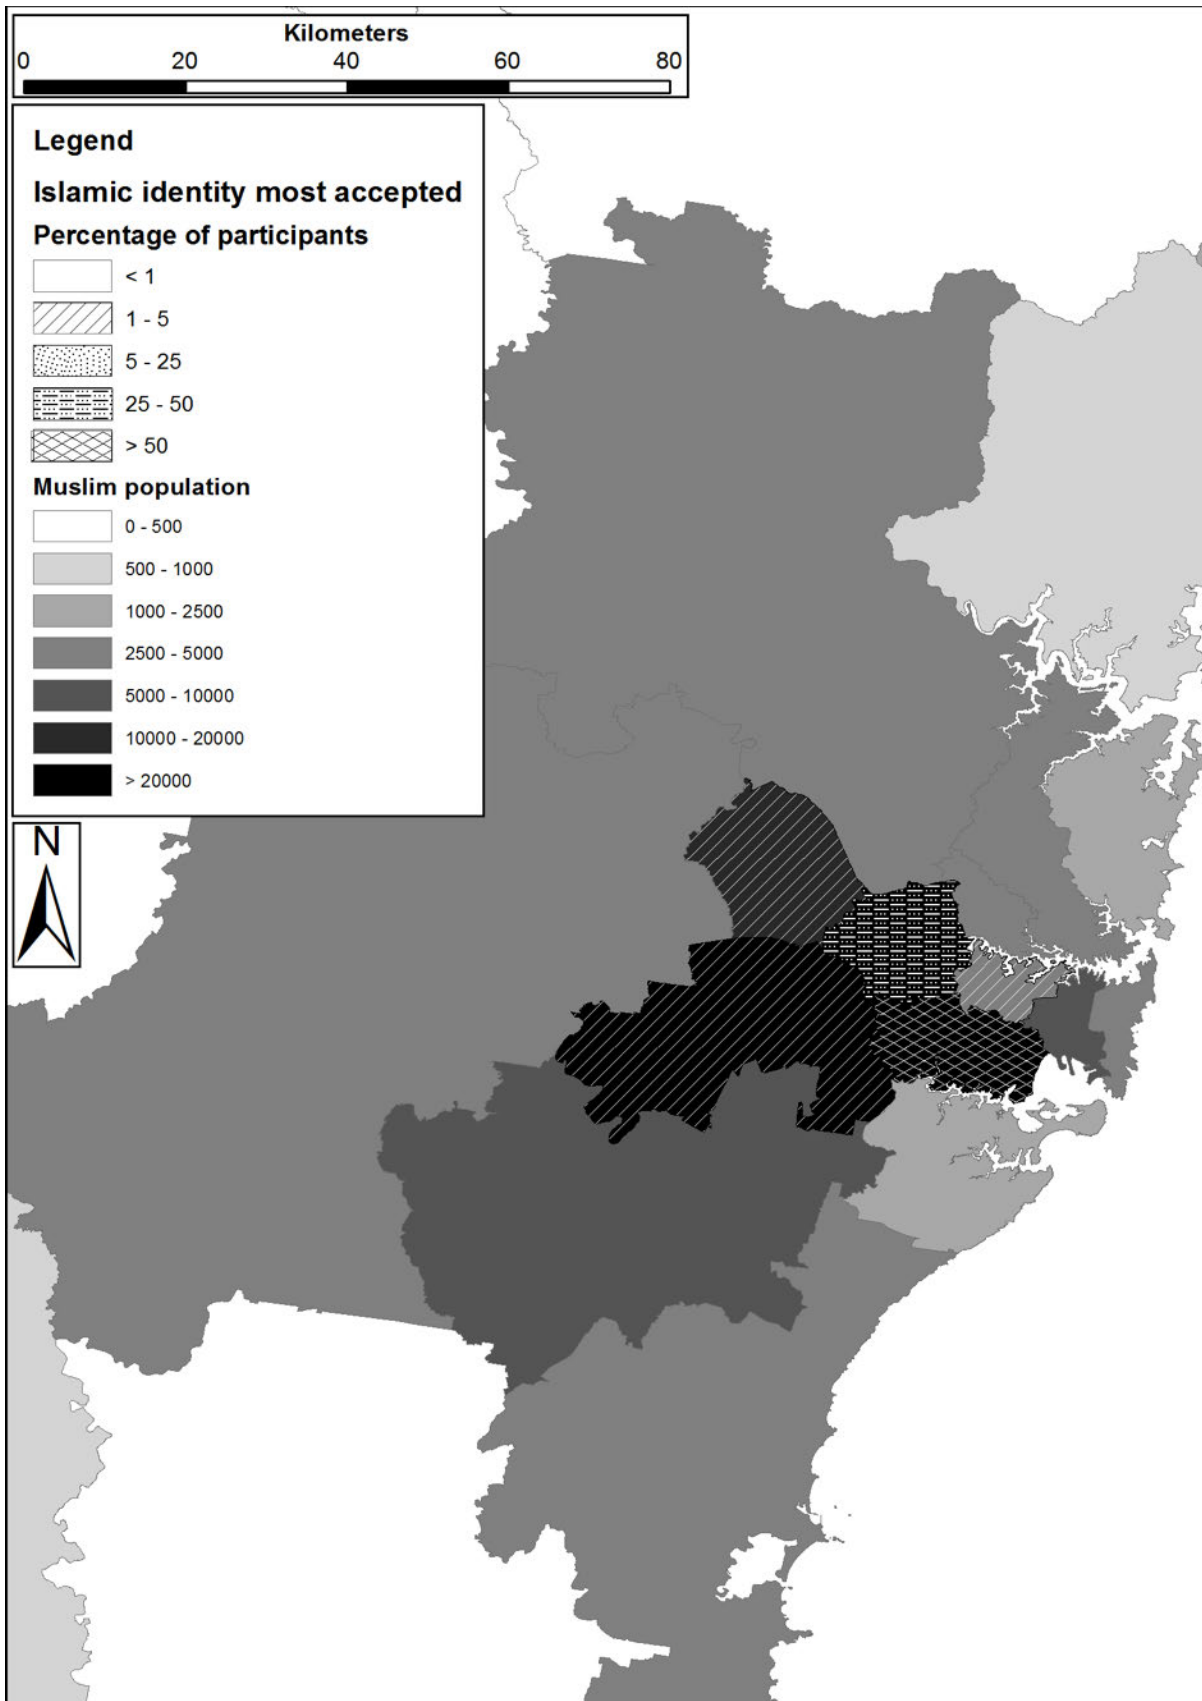 Kilometers
0 20 40 60 80
Legend
Islamic identity most accepted
Percentage of participants
< 1
1 - 5
5 - 25
25 - 50
> 50
Muslim population
0 - 500
500 - 1000
1000 - 2500
2500 - 5000
5000 - 10000
10000 - 20000
> 20000
N